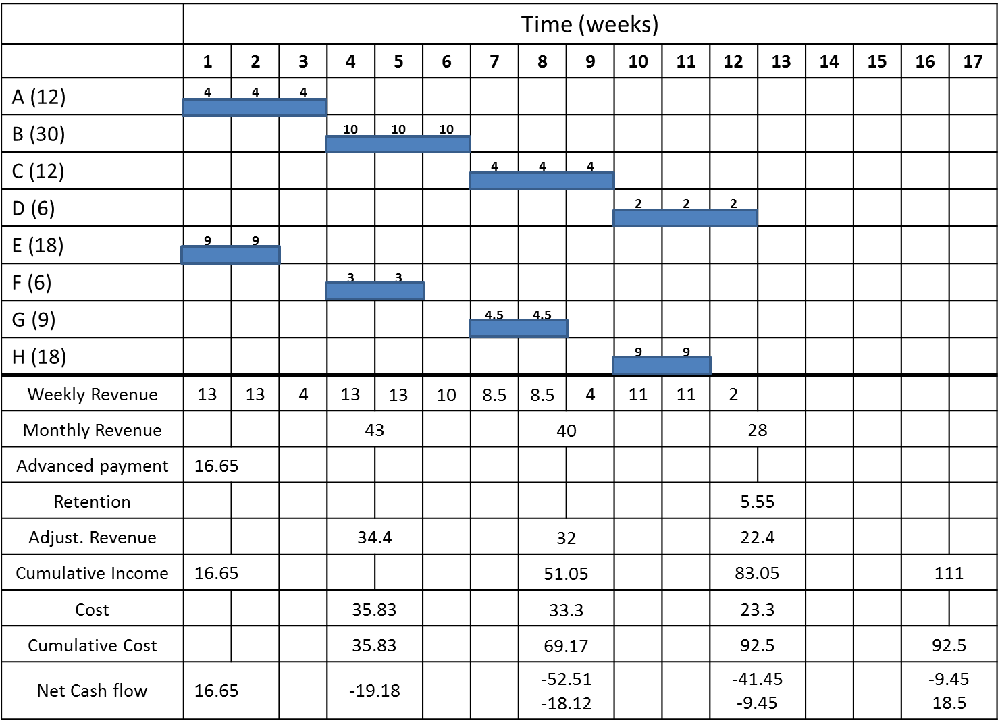 Time (weeks)
1 2 3 4 5 6 7 8 9 10 11 12 13 14 15 16 17
A (12) 4 4 4
B (30) 10 10 10
C (12) 4 4 4
D (6) 2 2 2
E (18) 9 9
F (6) 3 3
G (9) 4.5 4.5
H (18) 9 9
Weekly Revenue 13 13 4 13 13 10 8.5 8.5 4 11 11 2
Monthly Revenue 43 40 28
Advanced payment 16.65
Retention 5.55
Adjust. Revenue 34.4 32 22.4
Cumulative Income 16.65 51.05 83.05 111
Cost 35.83 33.3 23.3
Cumulative Cost 35.83 69.17 92.5 92.5
Net Cash flow 16.65 -19.18 -52.51 -41.45 -9.45
-18.12 -9.45 18.5